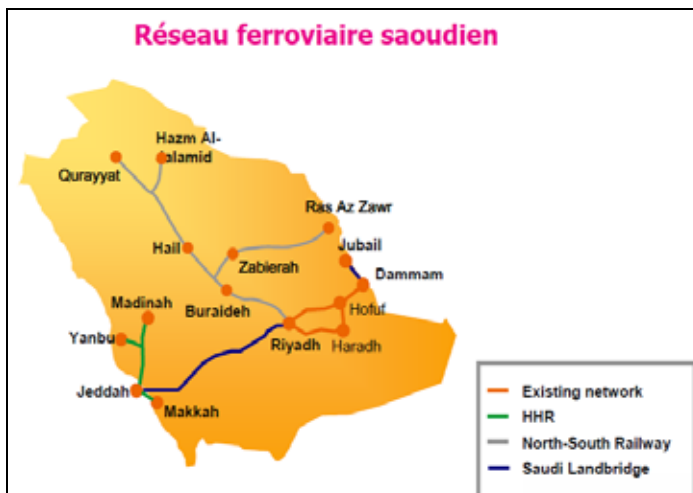 Réseau ferroviaire saoudien
Hazm Al-
Jalamid
Qurayyat
Ras Az Zawr
Jubail
Hail
Zabierah
Dammam
Madinah
Buraideh
Hofuf
Yanbu
Riyadh
Haradh
Jeddah
Makkah
Existing network
HHR
North-South Railway
Saudi Landbridge